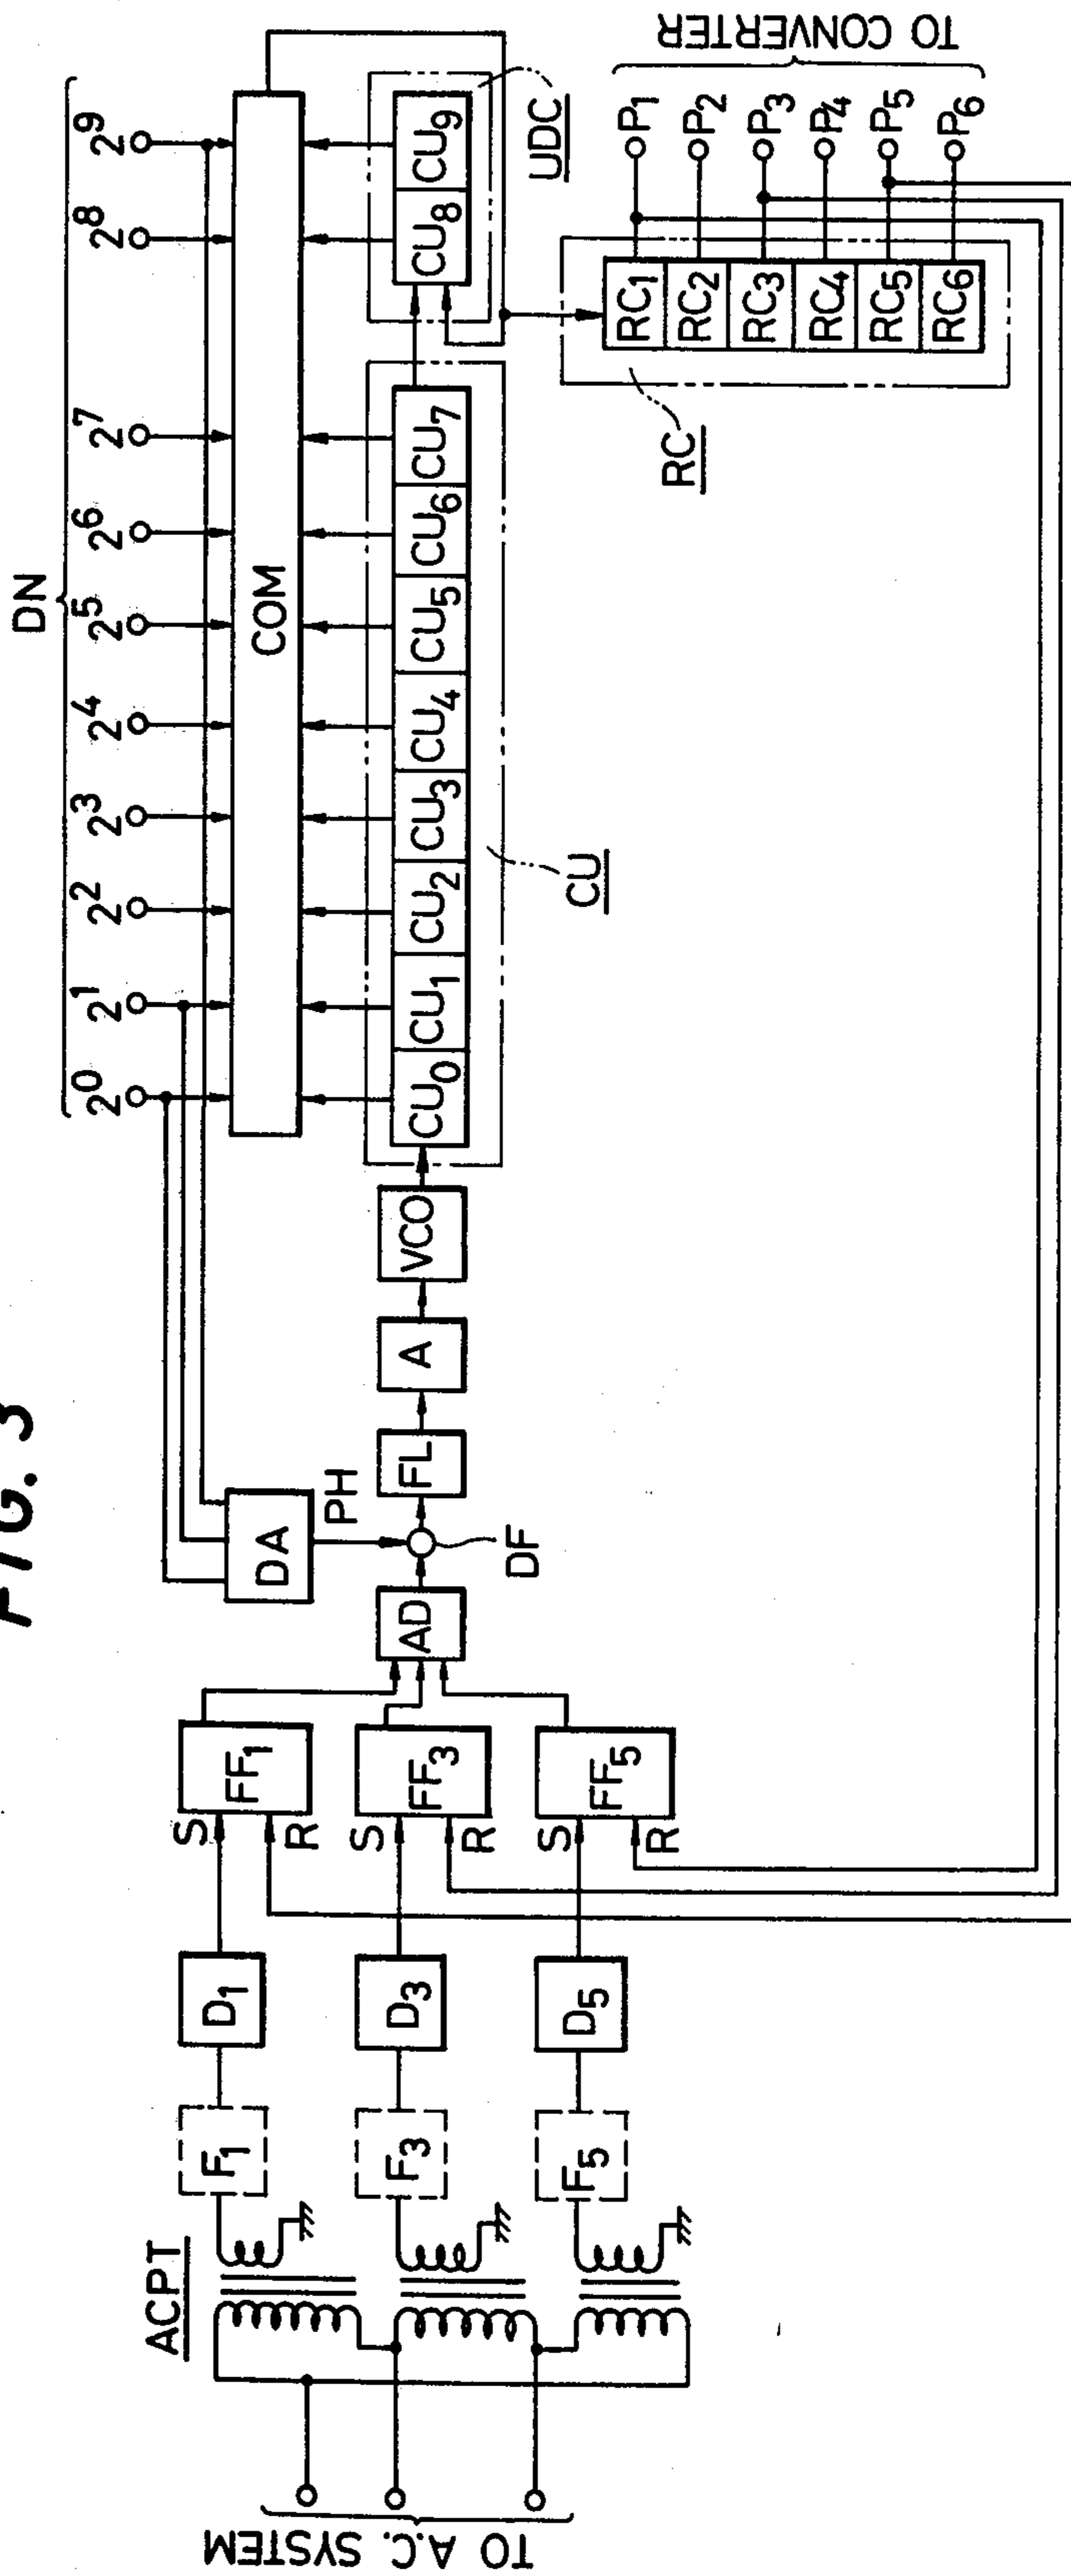 FIG. 3
DN
2⁰ 2¹ 2² 2³ 2⁴ 2⁵ 2⁶ 2⁷ 2⁸ 2⁹
COM
DA
PH
ACPT
F₁ D₁ S R FF₁
F₃ D₃ S R FF₃
F₅ D₅ S R FF₅
AD
DF
FL
A
VCO
CU₀ CU₁ CU₂ CU₃ CU₄ CU₅ CU₆ CU₇
CU₈ CU₉
CU
UDC
RC
RC₁ RC₂ RC₃ RC₄ RC₅ RC₆
P₁ P₂ P₃ P₄ P₅ P₆
TO CONVERTER
TO A.C. SYSTEM